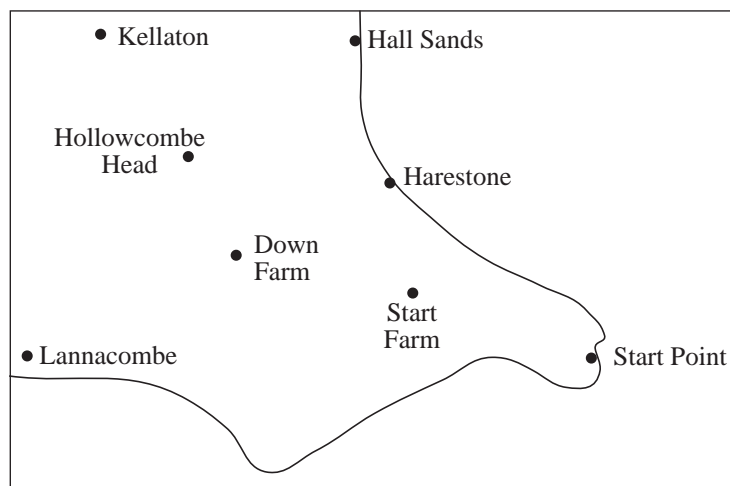 Kellaton
Hall Sands
Hollowcombe
Head
Harestone
Down
Farm
Start
Farm
Lannacombe
Start Point